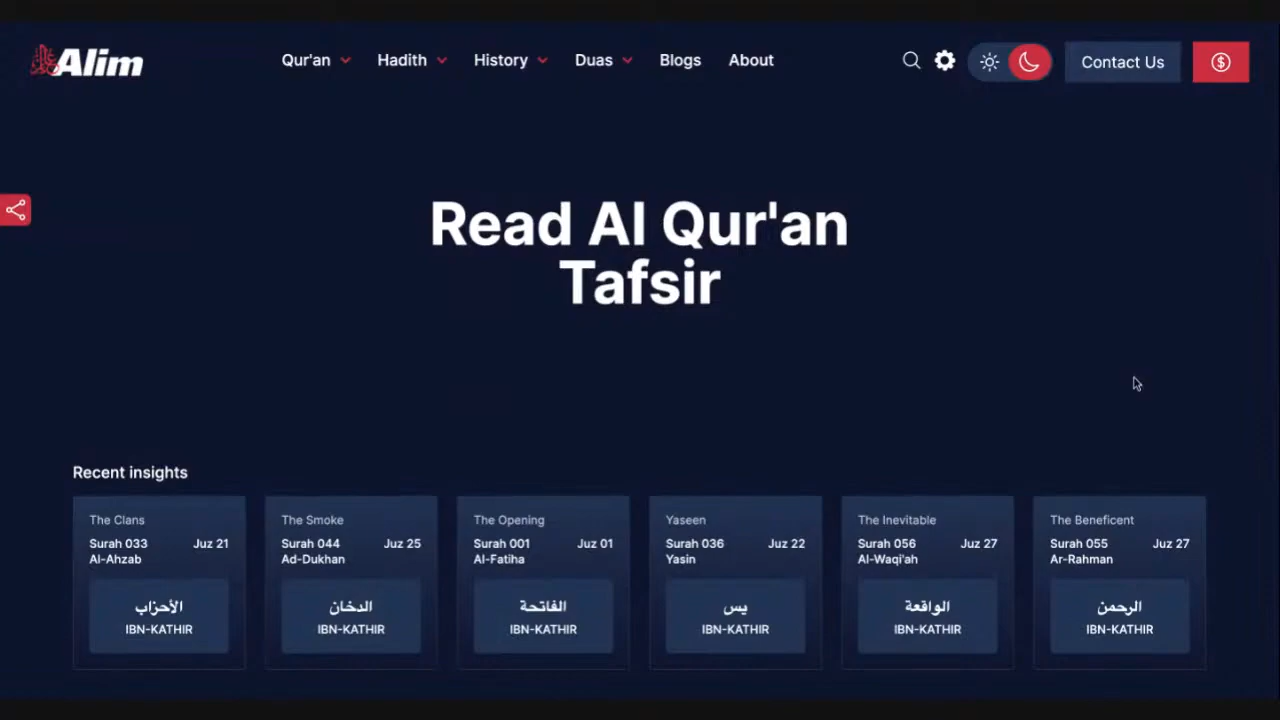 Alim
Qur'an Hadith History Duas Blogs About
Contact Us
Read Al Qur'an
Tafsir
Recent insights
The Clans
Surah 033 Juz 21
Al-Ahzab
الأحزاب
IBN-KATHIR
The Smoke
Surah 044 Juz 25
Ad-Dukhan
الدخان
IBN-KATHIR
The Opening
Surah 001 Juz 01
Al-Fatiha
الفاتحة
IBN-KATHIR
Yaseen
Surah 036 Juz 22
Yasin
يس
IBN-KATHIR
The Inevitable
Surah 056 Juz 27
Al-Waqi'ah
الواقعة
IBN-KATHIR
The Beneficent
Surah 055 Juz 27
Ar-Rahman
الرحمن
IBN-KATHIR